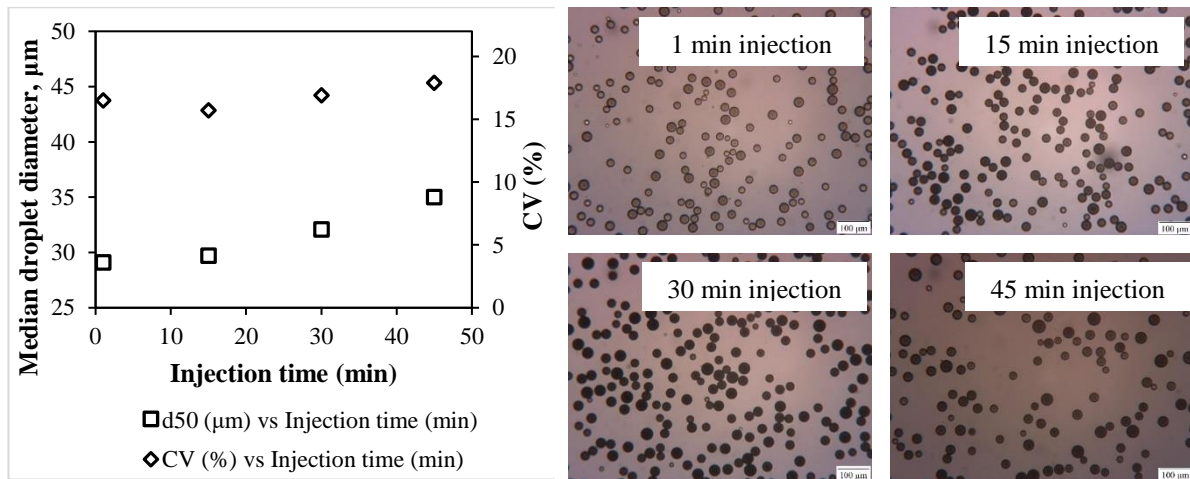 50
45
40
35
30
25
20
15
10
5
0
0
10
20
30
40
50
Median droplet diameter, μm
CV (%)
Injection time (min)
d50 (μm) vs Injection time (min)
CV (%) vs Injection time (min)
1 min injection
100 μm
15 min injection
100 μm
30 min injection
100 μm
45 min injection
100 μm